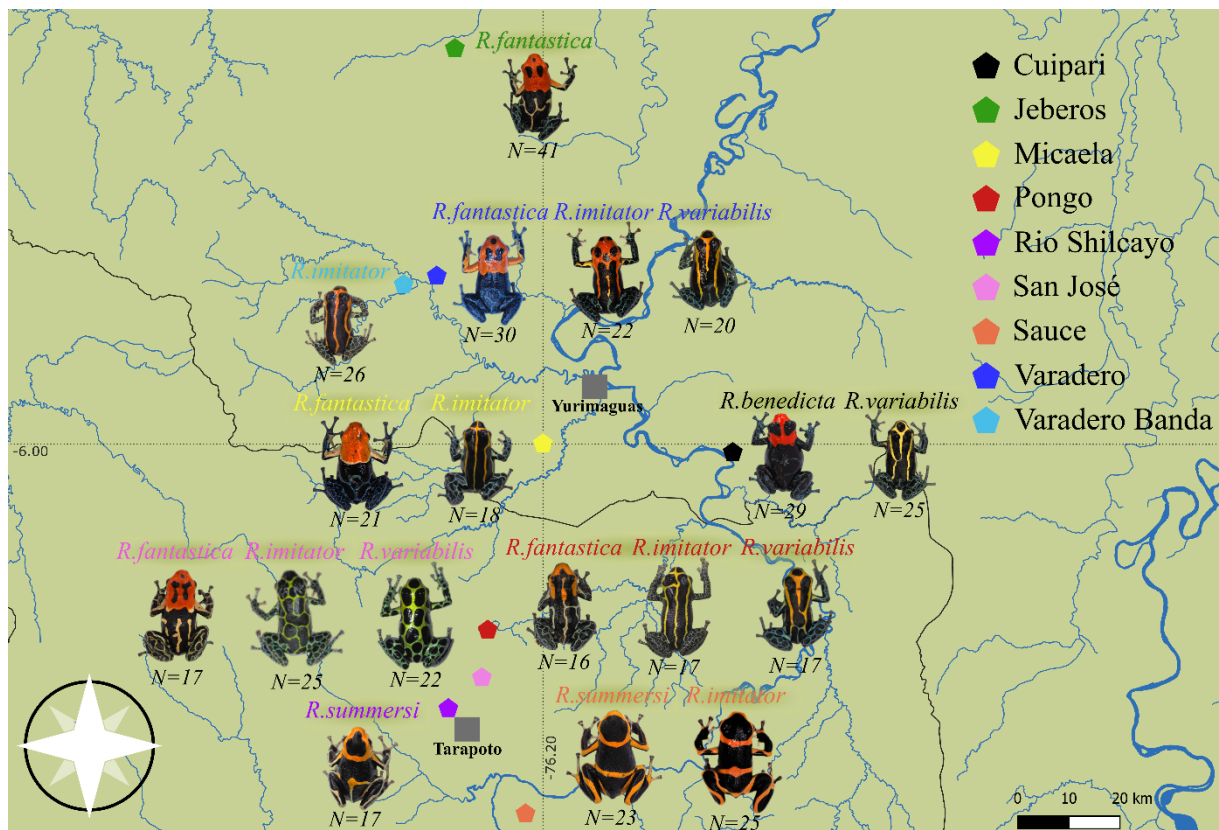 R.fantastica
N=41
R.fantastica R.imitator R.variabilis
N=30 N=22 N=20
R.imitator
N=26
Yurimaguas
R.fantastica R.imitator
N=21 N=18
R.benedicta R.variabilis
N=29 N=25
-6.00
R.fantastica R.imitator R.variabilis
N=17 N=25 N=22
R.fantastica R.imitator R.variabilis
N=16 N=17 N=17
R.summersi
N=17
Tarapoto
-76.20
R.summersi R.imitator
N=23 N=25
Cuipari
Jeberos
Micaela
Pongo
Rio Shilcayo
San José
Sauce
Varadero
Varadero Banda
0 10 20 km